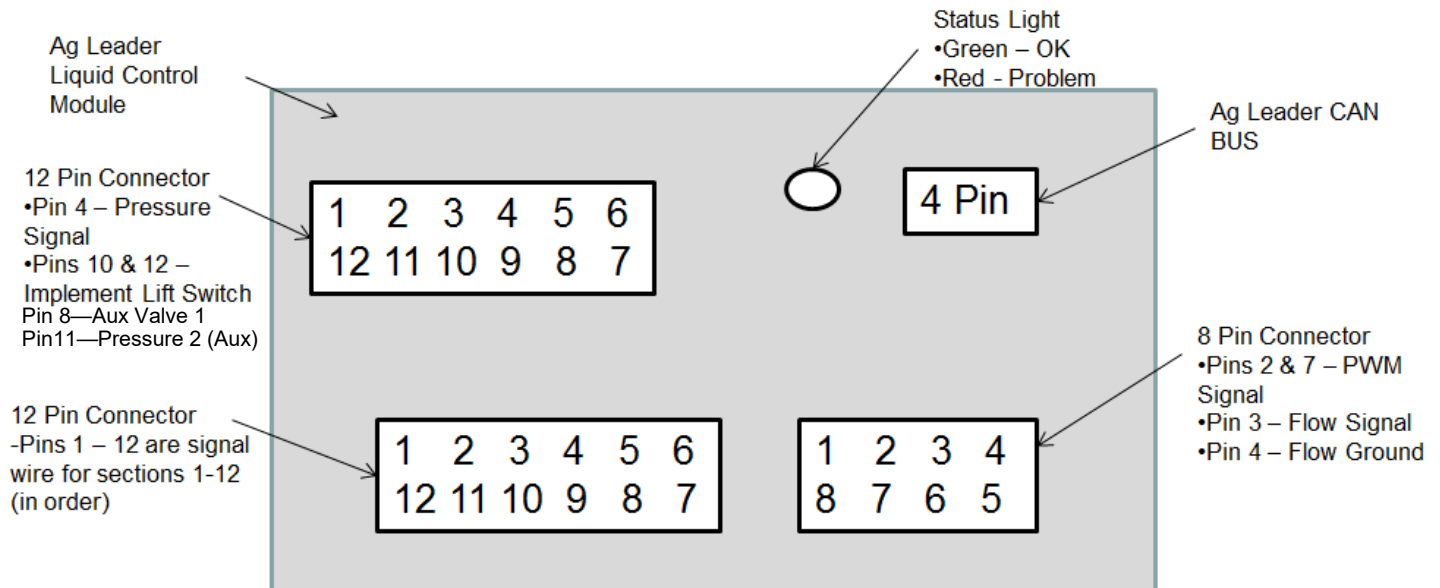 Ag Leader
Liquid Control
Module
Status Light
•Green – OK
•Red - Problem
Ag Leader CAN
BUS
12 Pin Connector
•Pin 4 – Pressure
Signal
•Pins 10 & 12 –
Implement Lift Switch
Pin 8—Aux Valve 1
Pin11—Pressure 2 (Aux)
1 2 3 4 5 6
12 11 10 9 8 7
4 Pin
8 Pin Connector
•Pins 2 & 7 – PWM
Signal
•Pin 3 – Flow Signal
•Pin 4 – Flow Ground
12 Pin Connector
-Pins 1 – 12 are signal
wire for sections 1-12
(in order)
1 2 3 4 5 6
12 11 10 9 8 7
1 2 3 4
8 7 6 5